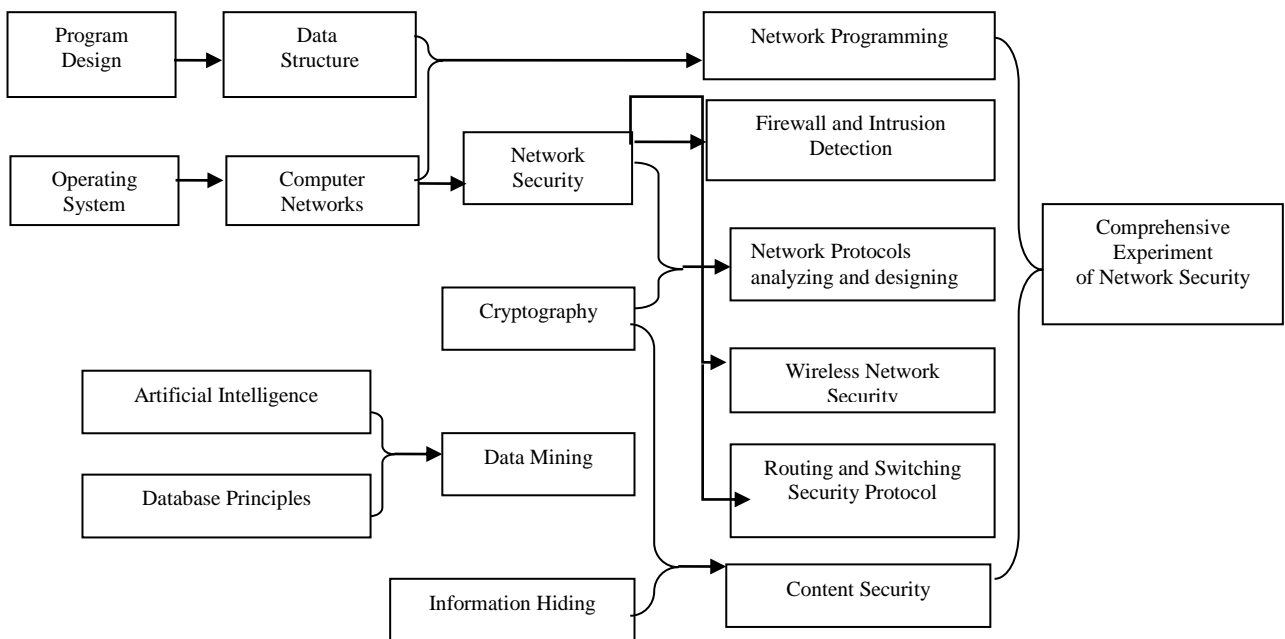 Program
Design
Data
Structure
Network Programming
Firewall and Intrusion
Detection
Network
Security
Operating
System
Computer
Networks
Comprehensive
Experiment
of Network Security
Network Protocols
analyzing and designing
Cryptography
Wireless Network
Security
Artificial Intelligence
Data Mining
Routing and Switching
Security Protocol
Database Principles
Content Security
Information Hiding